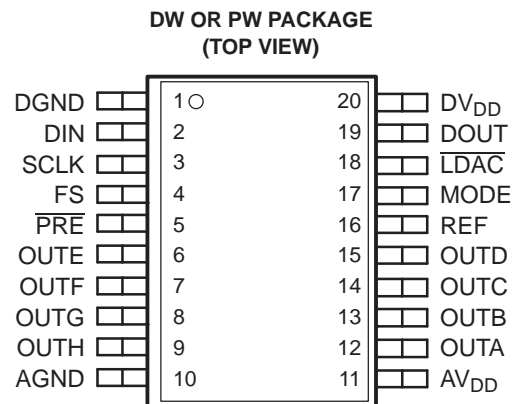 DW OR PW PACKAGE
(TOP VIEW)
DGND 1 20 DVDD
DIN 2 19 DOUT
SCLK 3 18 LDAC
FS 4 17 MODE
PRE 5 16 REF
OUTE 6 15 OUTD
OUTF 7 14 OUTC
OUTG 8 13 OUTB
OUTH 9 12 OUTA
AGND 10 11 AVDD